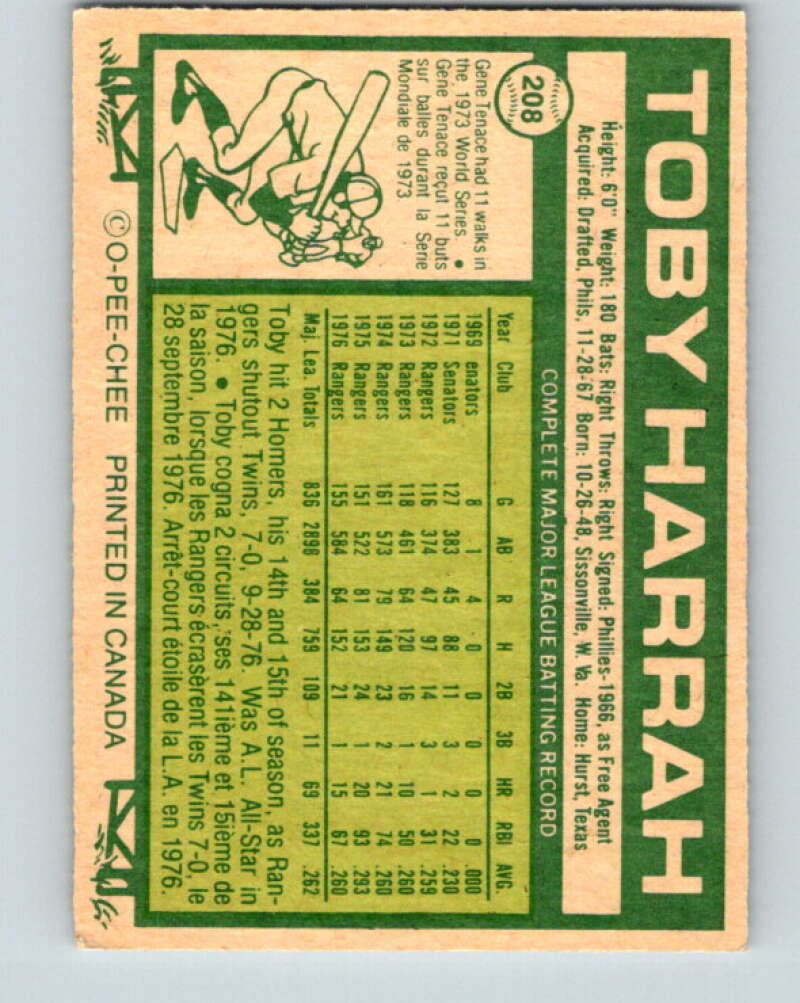 TOBY HARRAH
208
Height: 6'0" Weight: 180 Bats: Right Throws: Right Signed: Phillies-1966, as Free Agent
Acquired: Drafted, Phils, 11-28-67 Born: 10-26-48, Sissonville, W. Va. Home: Hurst, Texas
COMPLETE MAJOR LEAGUE BATTING RECORD
Year Club G AB R H 2B 3B HR RBI AVG.
1969 enators 8 1 4 0 0 0 0 0 .000
1971 Senators 127 383 45 88 11 3 2 22 .230
1972 Rangers 116 374 47 97 14 3 1 31 .259
1973 Rangers 118 461 64 120 16 1 10 50 .260
1974 Rangers 161 573 79 149 23 2 21 74 .260
1975 Rangers 151 522 81 153 24 1 20 93 .293
1976 Rangers 155 584 64 152 21 1 15 67 .260
Maj. Lea. Totals 836 2898 384 759 109 11 69 337 .262
Toby hit 2 Homers, his 14th and 15th of season, as Ran-
gers shutout Twins, 7-0, 9-28-76. Was A.L. All-Star in
1976. • Toby cogna 2 circuits, ses 141ième et 15ième de
la saison, lorsque les Rangers écrasèrent les Twins 7-0, le
28 septembre 1976. Arrêt-court étoile de la L.A. en 1976.
Gene Tenace had 11 walks in
the 1973 World Series. •
Gene Tenace reçut 11 buts
sur balles durant la Serie
Mondiale de 1973
© O-PEE-CHEE PRINTED IN CANADA